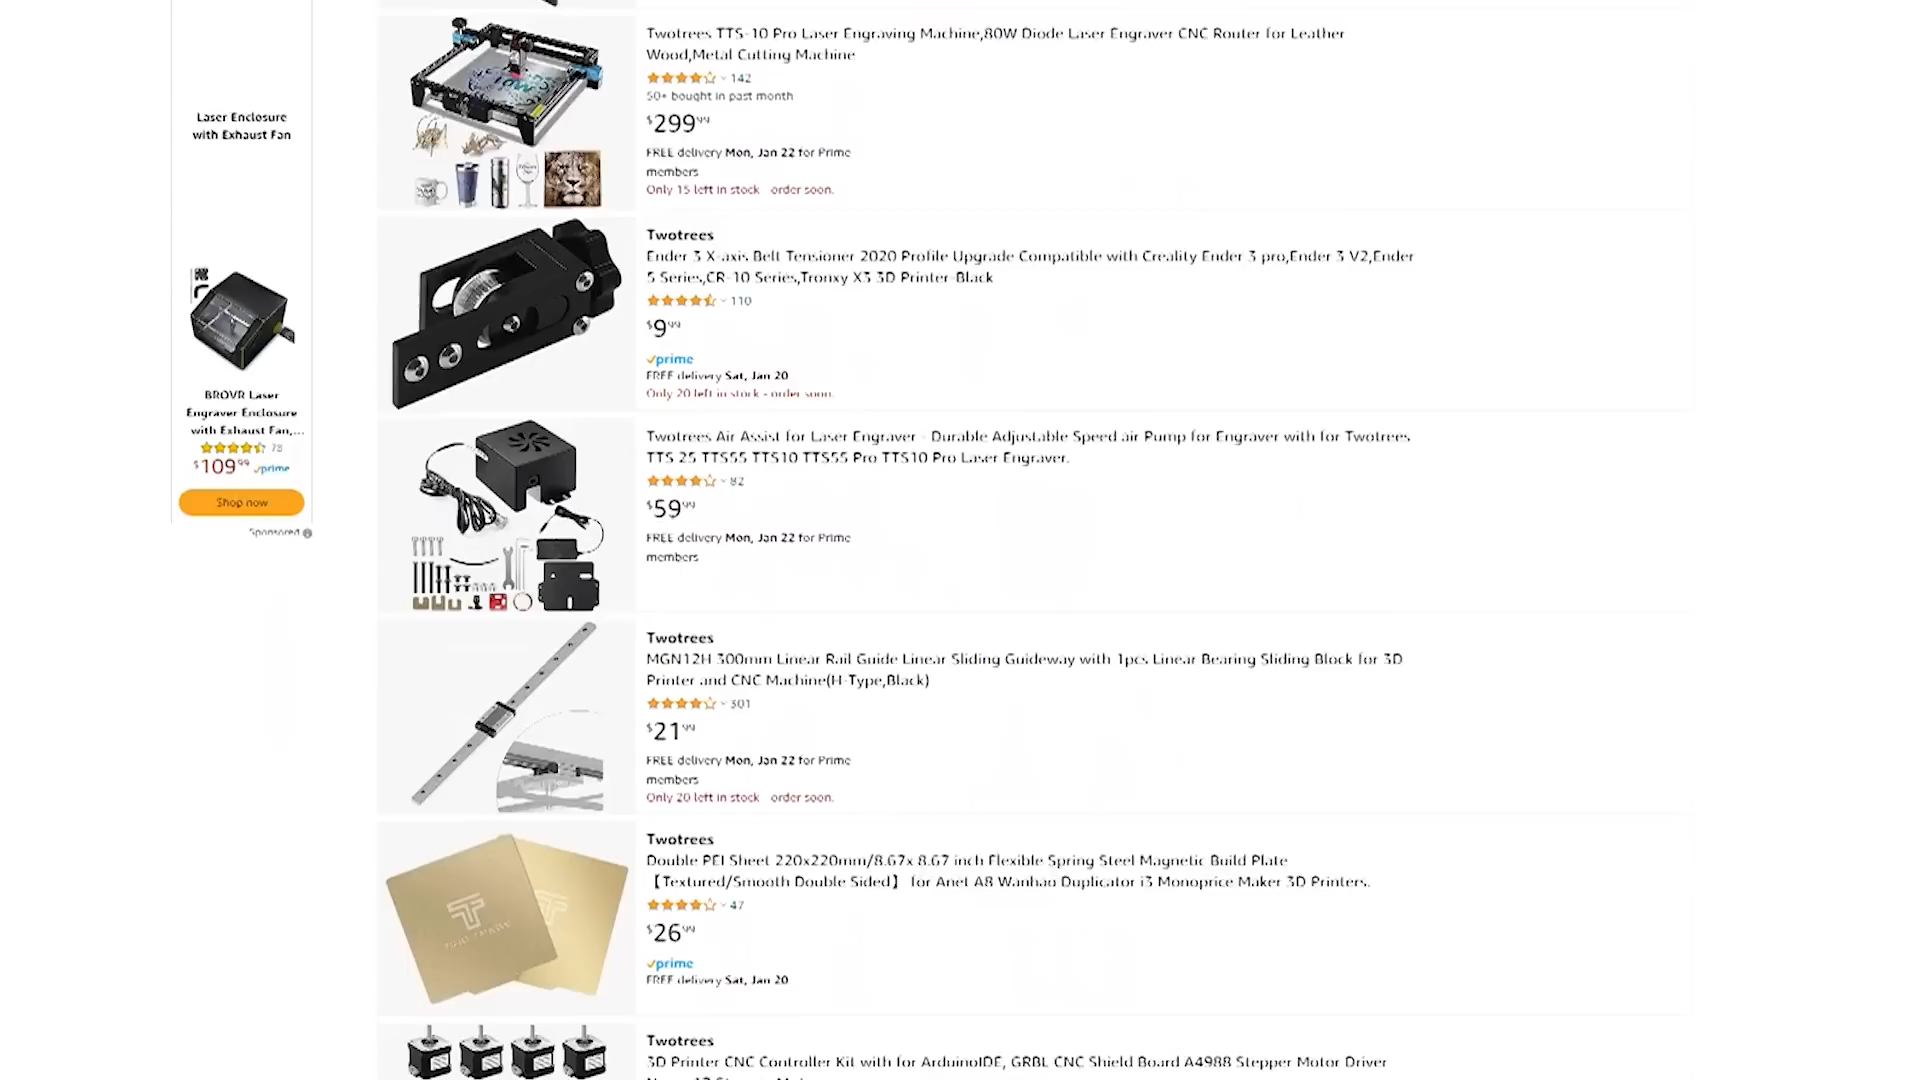 Laser Enclosure
with Exhaust Fan
BROVR Laser
Engraver Enclosure
with Exhaust Fan,...
78
$109.99 prime
Shop now
Sponsored
Twotrees TTS-10 Pro Laser Engraving Machine,80W Diode Laser Engraver CNC Router for Leather
Wood,Metal Cutting Machine
142
50+ bought in past month
$299.99
FREE delivery Mon, Jan 22 for Prime
members
Only 15 left in stock - order soon.
Twotrees
Ender 3 X-axis Belt Tensioner 2020 Profile Upgrade Compatible with Creality Ender 3 pro,Ender 3 V2,Ender
5 Series,CR-10 Series,Tronxy X3 3D Printer-Black
110
$9.99
prime
FREE delivery Sat, Jan 20
Only 20 left in stock - order soon.
Twotrees Air Assist for Laser Engraver - Durable Adjustable Speed air Pump for Engraver with for Twotrees
TTS 25 TTS55 TTS10 TTS55 Pro TTS10 Pro Laser Engraver.
82
$59.99
FREE delivery Mon, Jan 22 for Prime
members
Twotrees
MGN12H 300mm Linear Rail Guide Linear Sliding Guideway with 1pcs Linear Bearing Sliding Block for 3D
Printer and CNC Machine(H-Type,Black)
301
$21.99
FREE delivery Mon, Jan 22 for Prime
members
Only 20 left in stock - order soon.
Twotrees
Double PEI Sheet 220x220mm/8.67x 8.67 inch Flexible Spring Steel Magnetic Build Plate
【Textured/Smooth Double Sided】 for Anet A8 Wanhao Duplicator i3 Monoprice Maker 3D Printers.
47
$26.99
prime
FREE delivery Sat, Jan 20
Twotrees
3D Printer CNC Controller Kit with for ArduinoIDE, GRBL CNC Shield Board A4988 Stepper Motor Driver